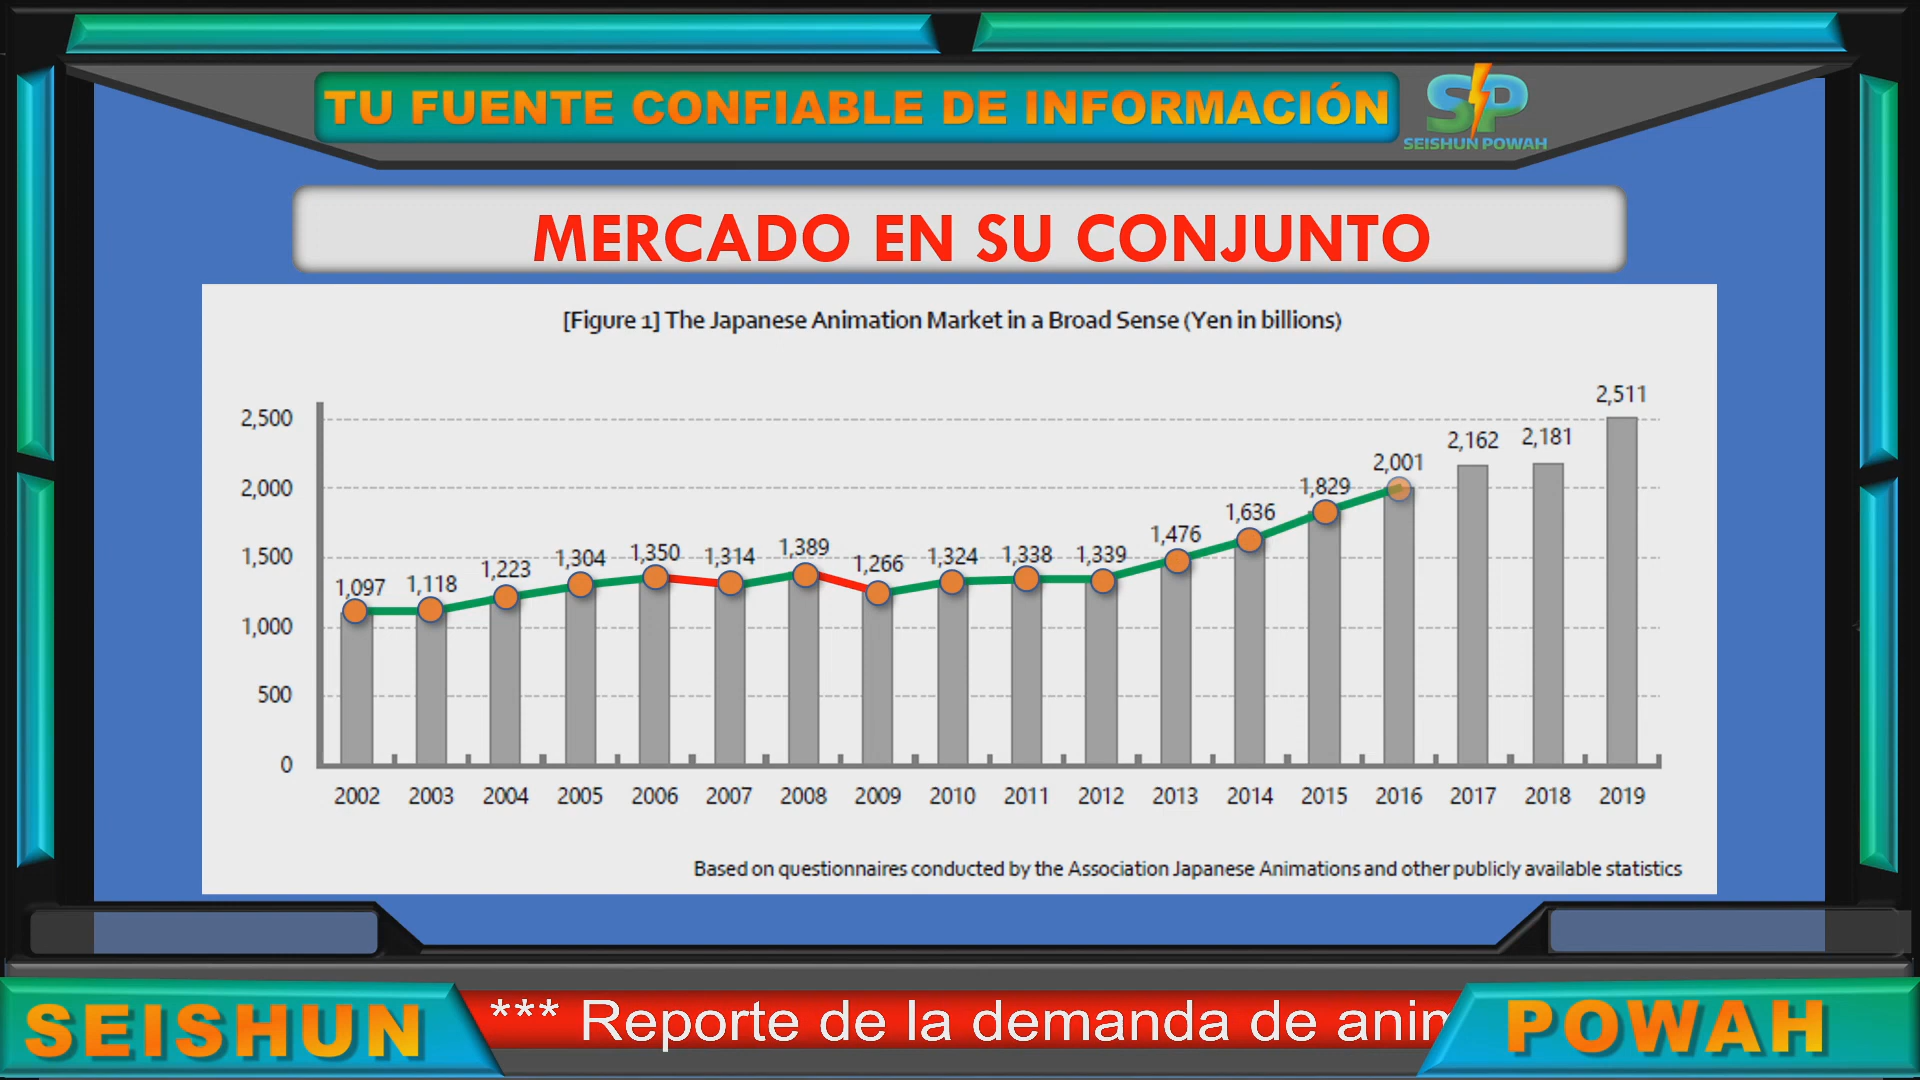 TU FUENTE CONFIABLE DE INFORMACIÓN
SP
SEISHUN POWAH
MERCADO EN SU CONJUNTO
[Figure 1] The Japanese Animation Market in a Broad Sense (Yen in billions)
2,500
2,000
1,500
1,000
500
0
1,097 1,118 1,223 1,304 1,350 1,314 1,389 1,266 1,324 1,338 1,339 1,476 1,636 1,829 2,001 2,162 2,181 2,511
2002 2003 2004 2005 2006 2007 2008 2009 2010 2011 2012 2013 2014 2015 2016 2017 2018 2019
Based on questionnaires conducted by the Association Japanese Animations and other publicly available statistics
SEISHUN
*** Reporte de la demanda de anim
POWAH